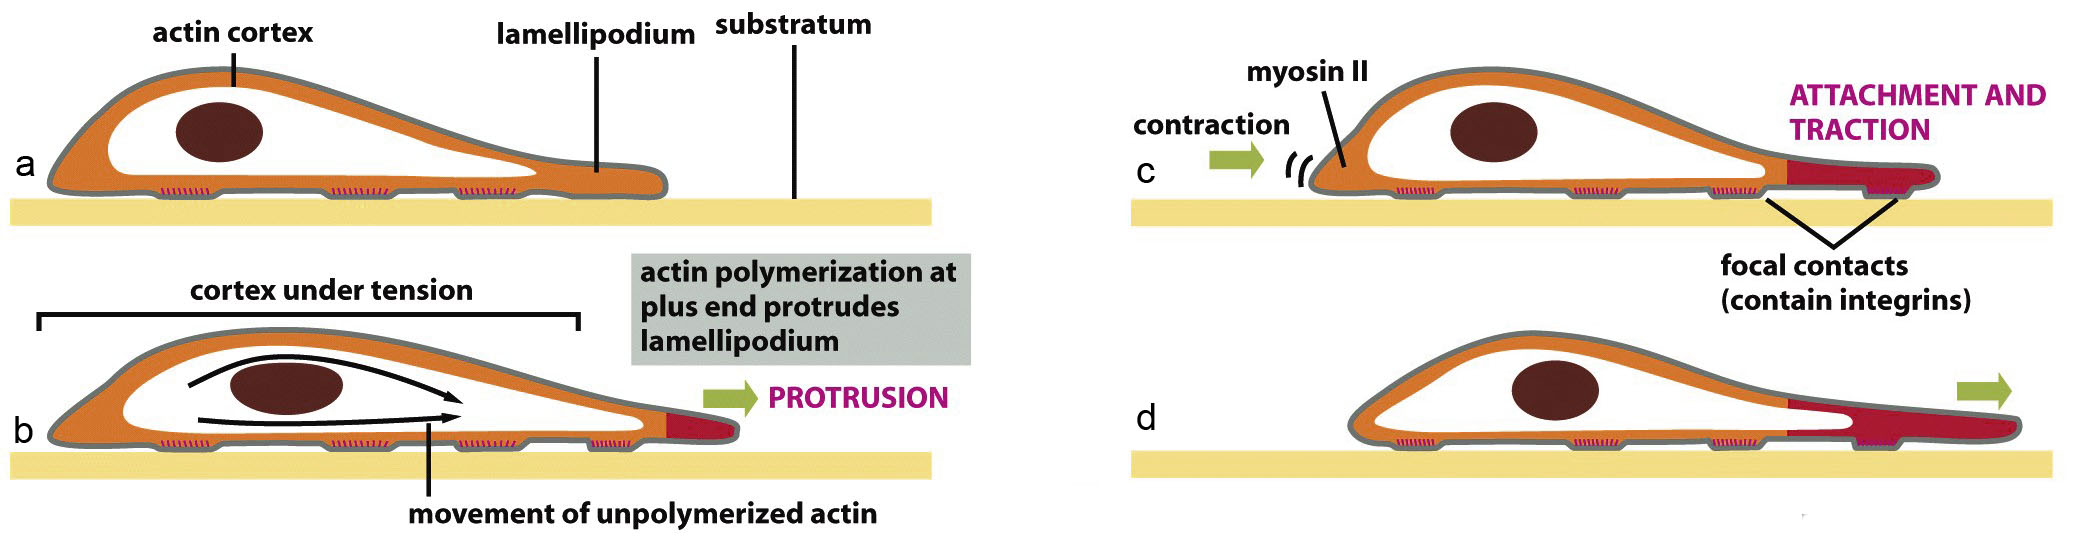 actin cortex
lamellipodium
substratum
a
cortex under tension
actin polymerization at
plus end protrudes
lamellipodium
PROTRUSION
b
movement of unpolymerized actin
myosin II
contraction
ATTACHMENT AND
TRACTION
c
focal contacts
(contain integrins)
d